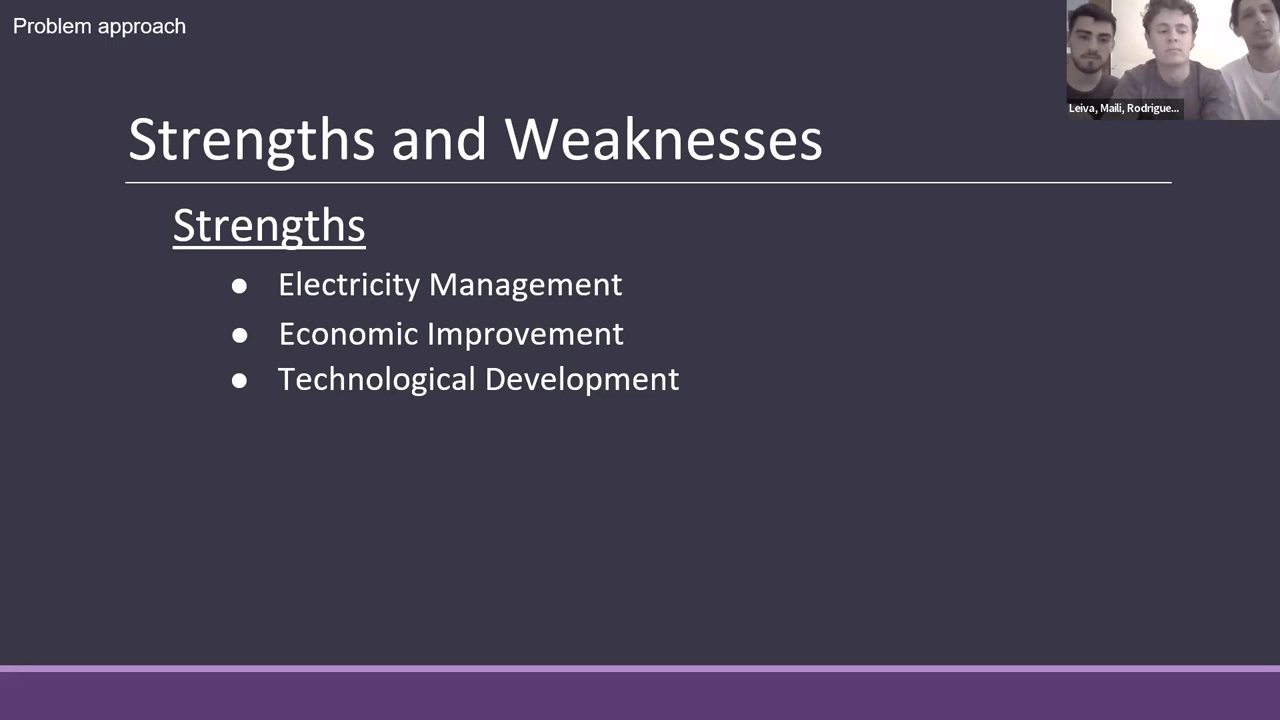 Problem approach
Leiva, Maili, Rodrigue...
Strengths and Weaknesses
Strengths
● Electricity Management
● Economic Improvement
● Technological Development